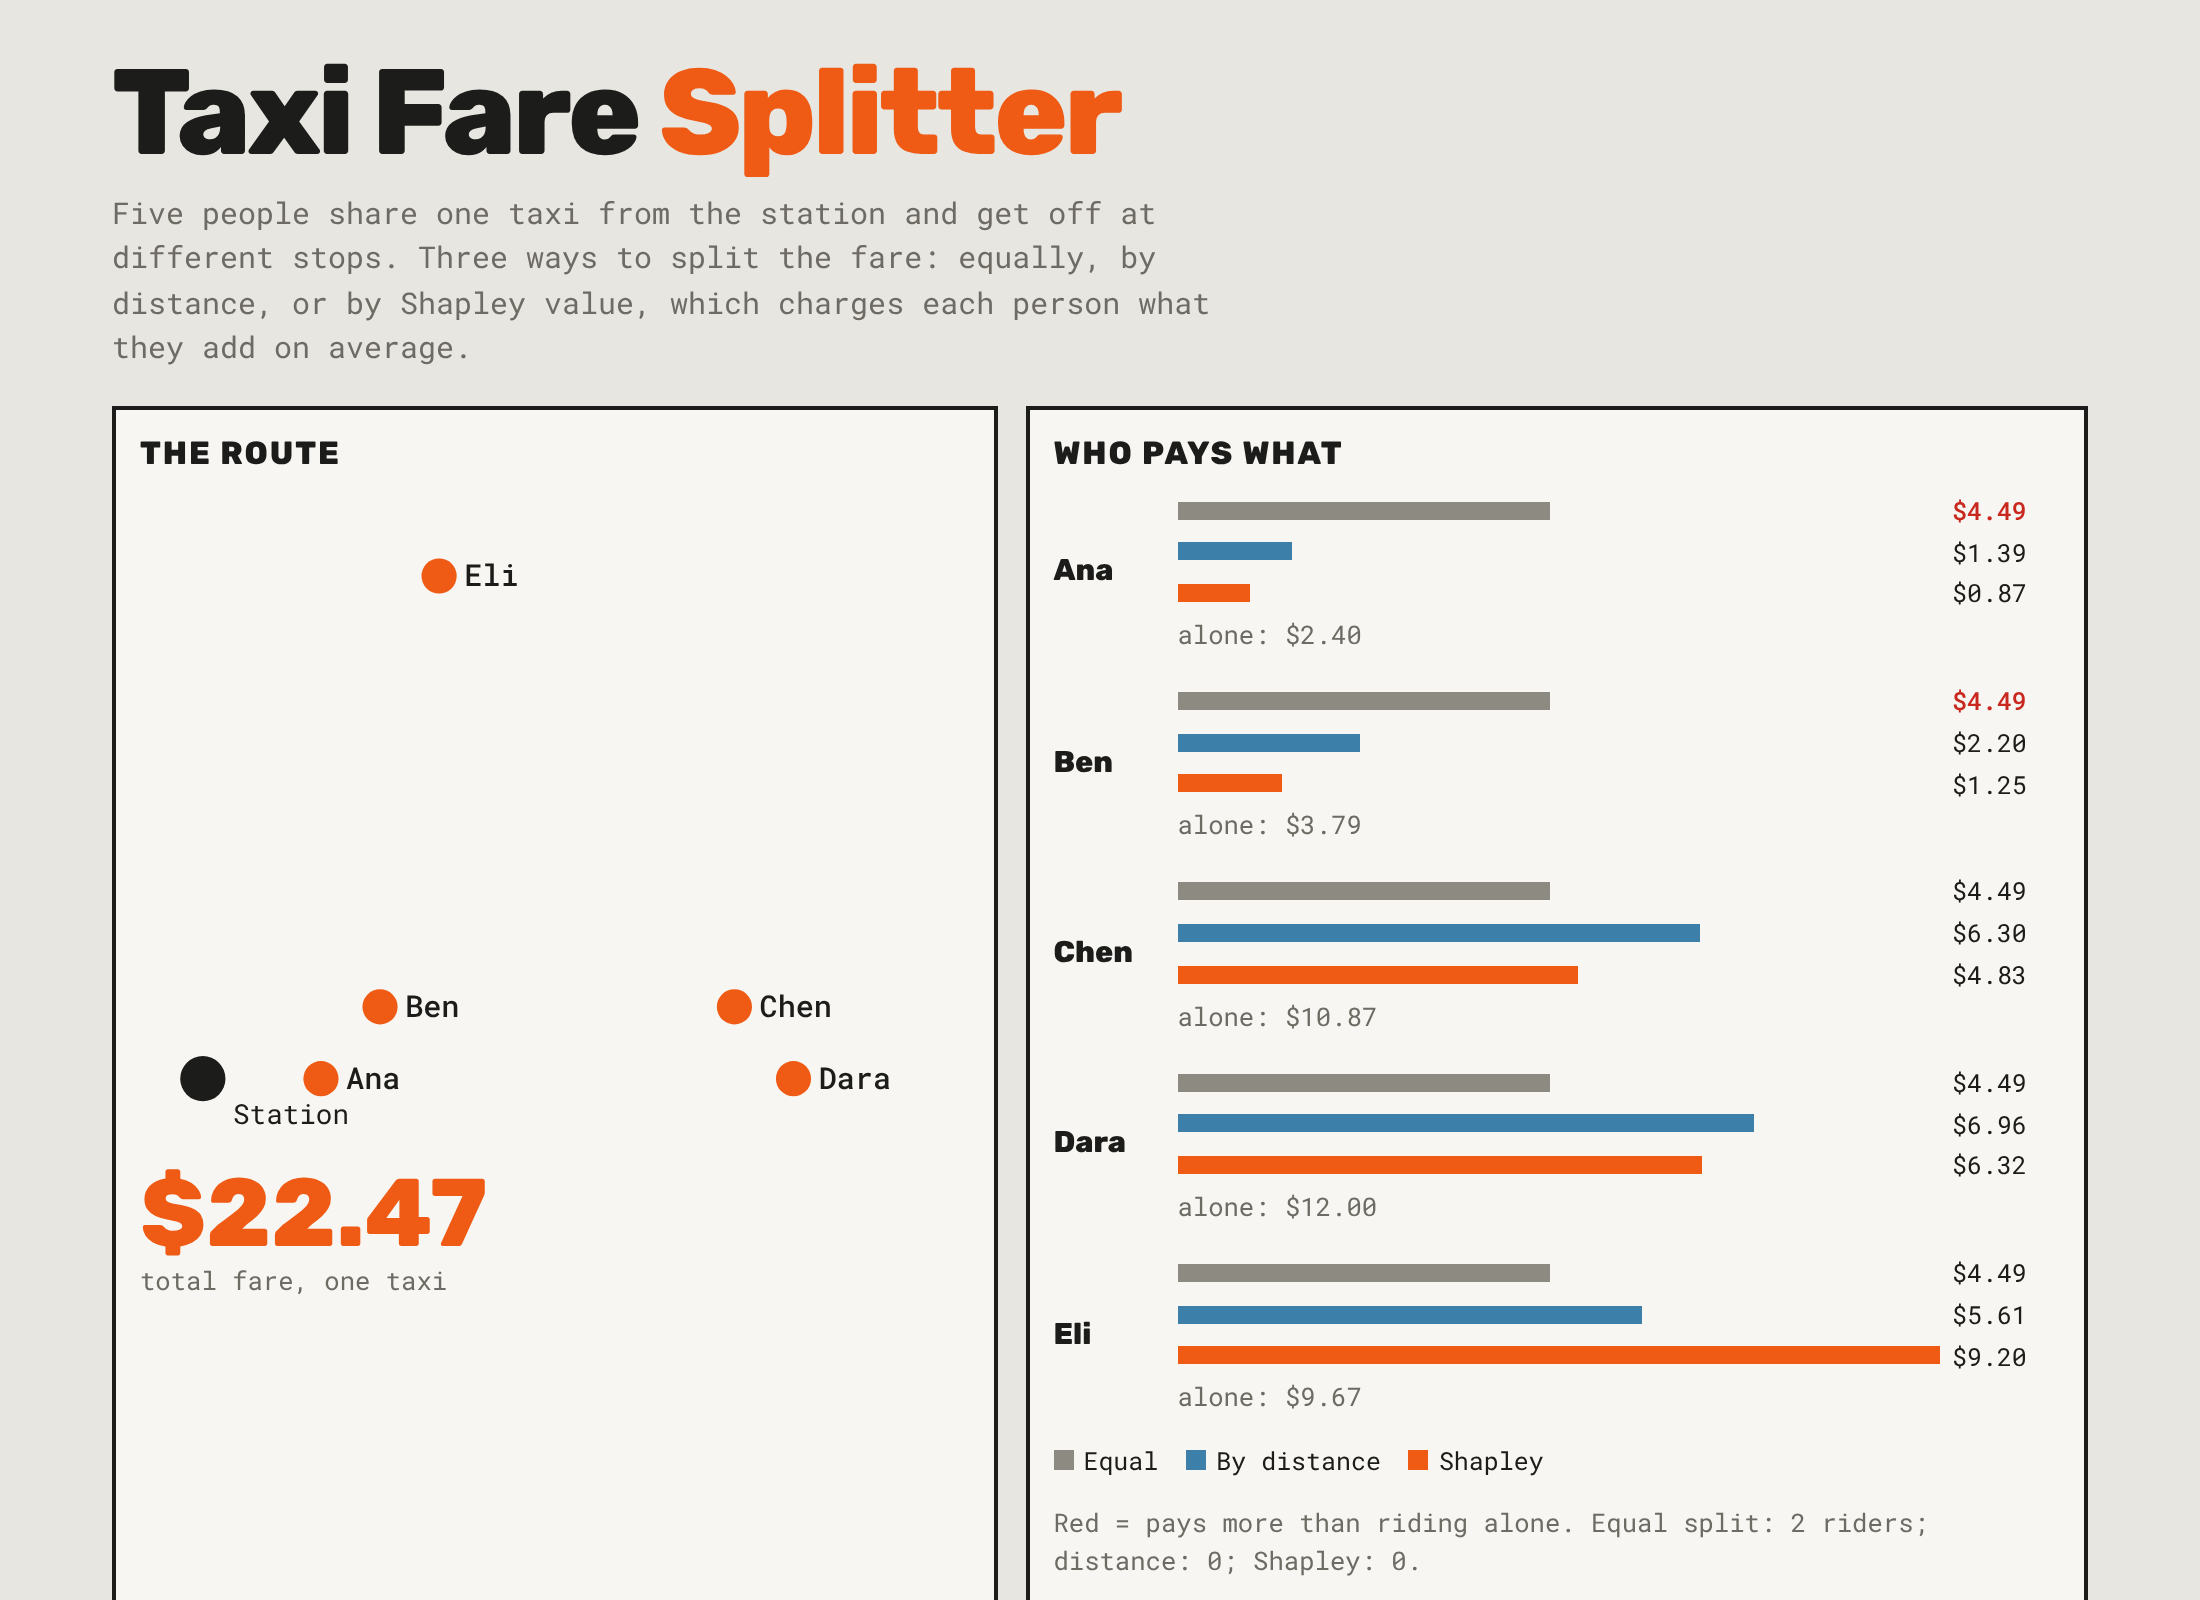 Taxi Fare Splitter
Five people share one taxi from the station and get off at
different stops. Three ways to split the fare: equally, by
distance, or by Shapley value, which charges each person what
they add on average.
THE ROUTE
Eli
Ben
Chen
Ana
Dara
Station
$22.47
total fare, one taxi
WHO PAYS WHAT
Ana
$4.49
$1.39
$0.87
alone: $2.40
Ben
$4.49
$2.20
$1.25
alone: $3.79
Chen
$4.49
$6.30
$4.83
alone: $10.87
Dara
$4.49
$6.96
$6.32
alone: $12.00
Eli
$4.49
$5.61
$9.20
alone: $9.67
Equal By distance Shapley
Red = pays more than riding alone. Equal split: 2 riders;
distance: 0; Shapley: 0.